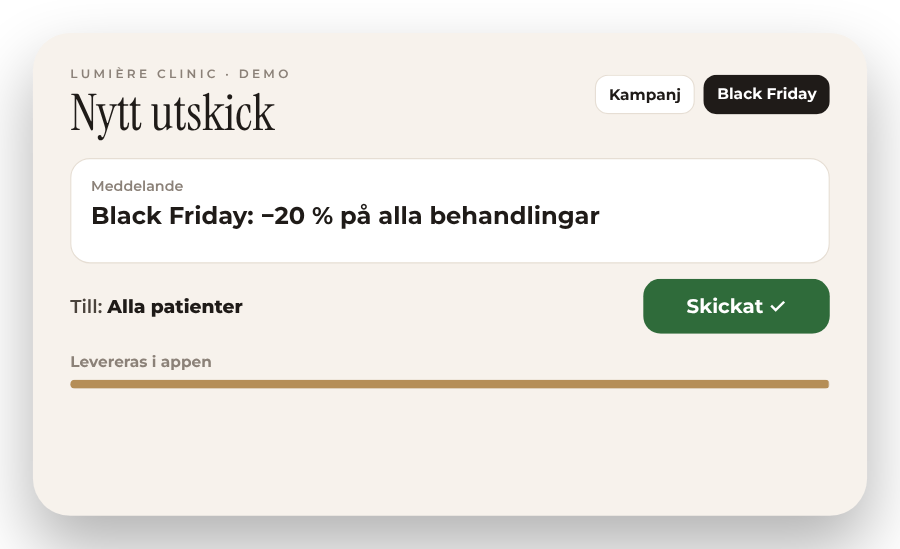 LUMIÈRE CLINIC · DEMO
Nytt utskick
Kampanj
Black Friday
Meddelande
Black Friday: −20 % på alla behandlingar
Till: Alla patienter
Skickat ✓
Levereras i appen